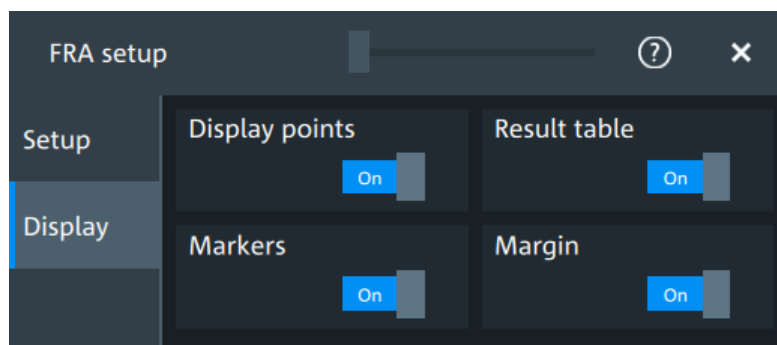 FRA setup
?
Setup
Display
Display points
On
Result table
On
Markers
On
Margin
On